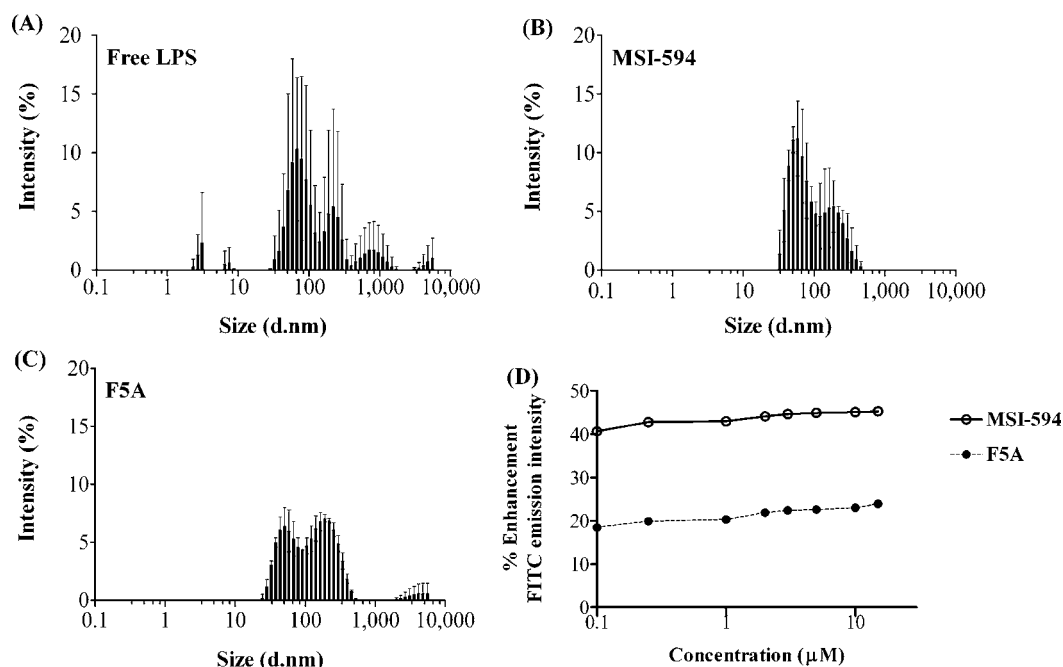 (A)
Free LPS
Intensity (%)
20
15
10
5
0
0.1 1 10 100 1,000 10,000
Size (d.nm)
(B)
MSI-594
Intensity (%)
20
15
10
5
0
0.1 1 10 100 1,000 10,000
Size (d.nm)
(C)
F5A
Intensity (%)
20
15
10
5
0
0.1 1 10 100 1,000 10,000
Size (d.nm)
(D)
% Enhancement
FITC emission intensity
50
40
30
20
10
0
0.1 1 10
Concentration (μM)
MSI-594
F5A